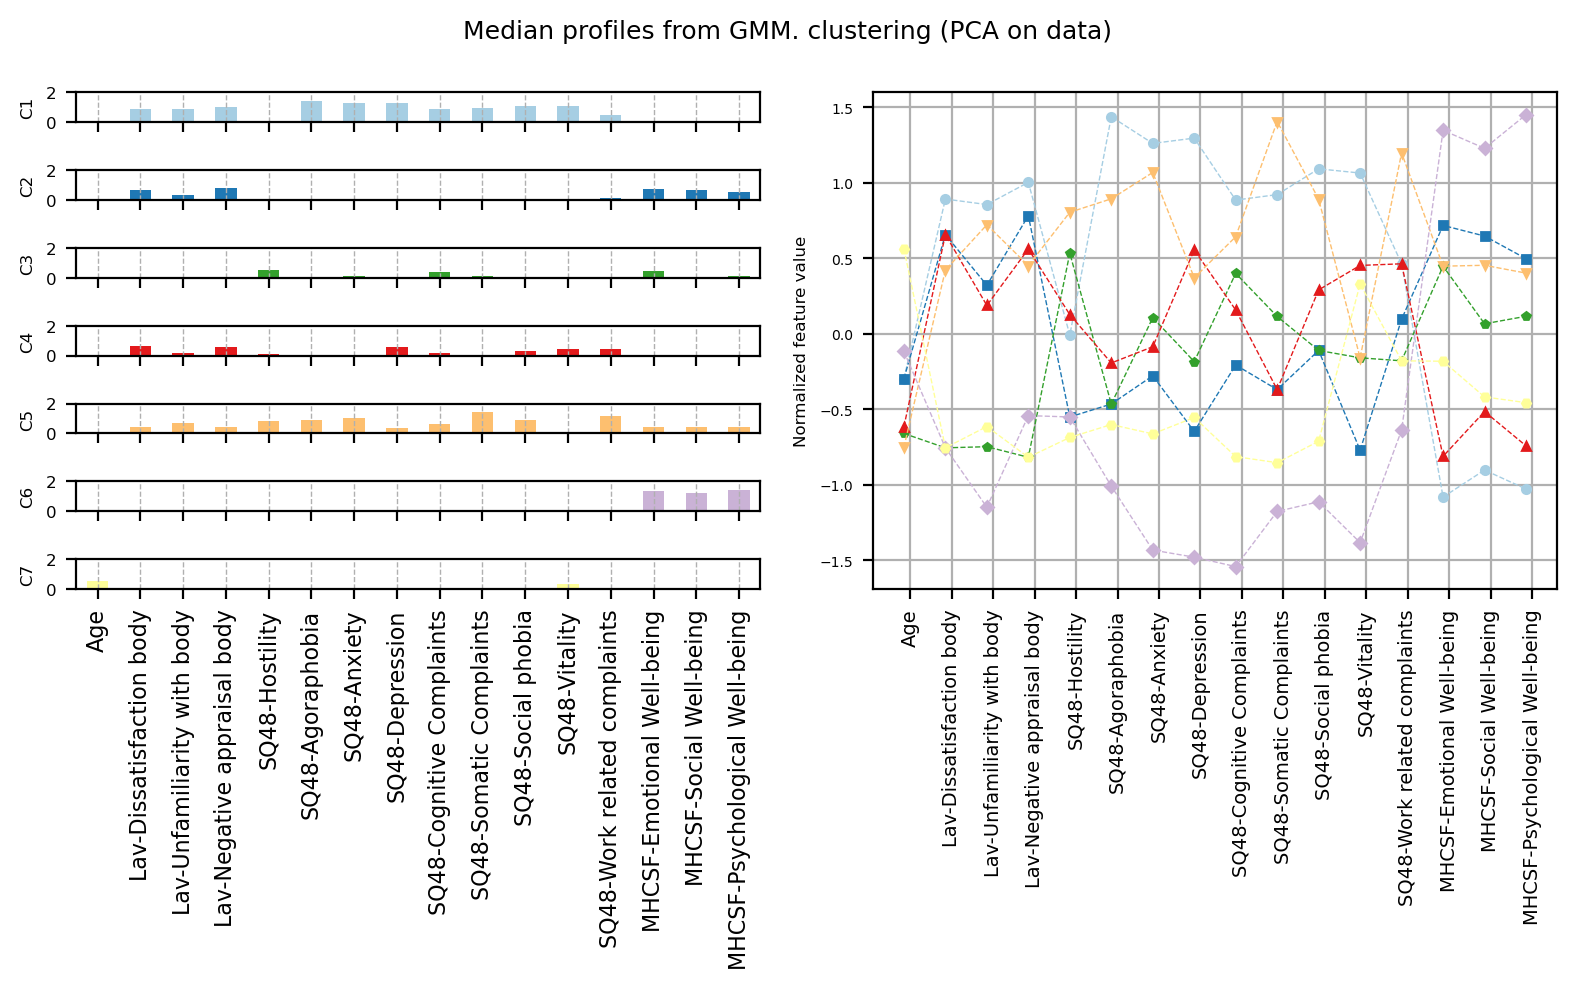 Median profiles from GMM. clustering (PCA on data)
C1
2
0
C2
2
0
C3
2
0
C4
2
0
C5
2
0
C6
2
0
C7
2
0
Age
Lav-Dissatisfaction body
Lav-Unfamiliarity with body
Lav-Negative appraisal body
SQ48-Hostility
SQ48-Agoraphobia
SQ48-Anxiety
SQ48-Depression
SQ48-Cognitive Complaints
SQ48-Somatic Complaints
SQ48-Social phobia
SQ48-Vitality
SQ48-Work related complaints
MHCSF-Emotional Well-being
MHCSF-Social Well-being
MHCSF-Psychological Well-being
Normalized feature value
1.5
1.0
0.5
0.0
−0.5
−1.0
−1.5
Age
Lav-Dissatisfaction body
Lav-Unfamiliarity with body
Lav-Negative appraisal body
SQ48-Hostility
SQ48-Agoraphobia
SQ48-Anxiety
SQ48-Depression
SQ48-Cognitive Complaints
SQ48-Somatic Complaints
SQ48-Social phobia
SQ48-Vitality
SQ48-Work related complaints
MHCSF-Emotional Well-being
MHCSF-Social Well-being
MHCSF-Psychological Well-being